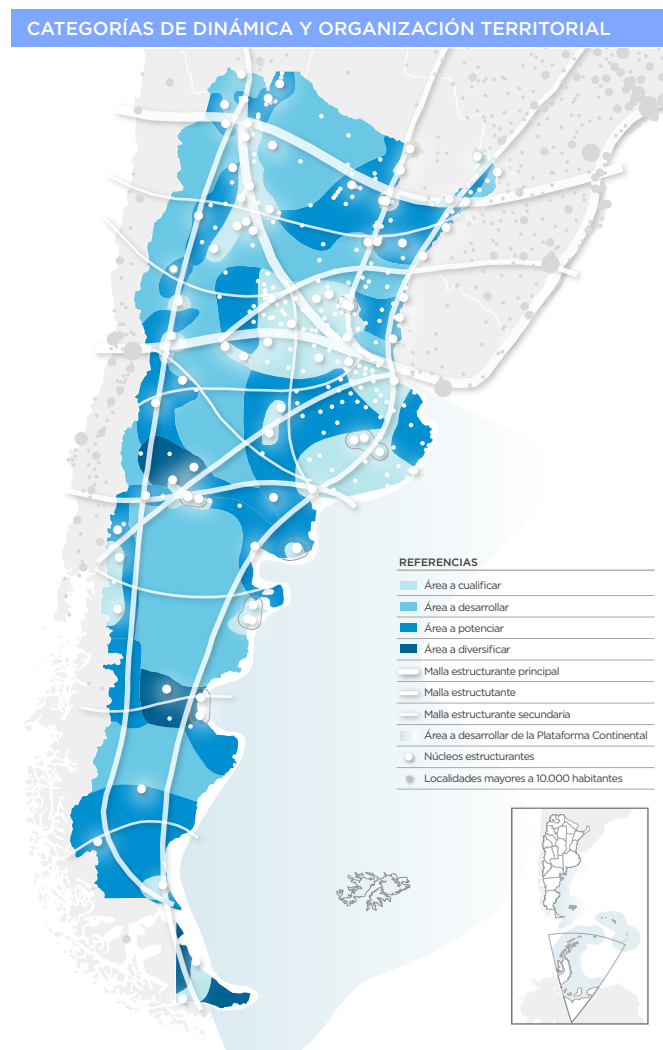 CATEGORÍAS DE DINÁMICA Y ORGANIZACIÓN TERRITORIAL
REFERENCIAS
Área a cualificar
Área a desarrollar
Área a potenciar
Área a diversificar
Malla estructurante principal
Malla estructutante
Malla estructurante secundaria
Área a desarrollar de la Plataforma Continental
Núcleos estructurantes
Localidades mayores a 10.000 habitantes